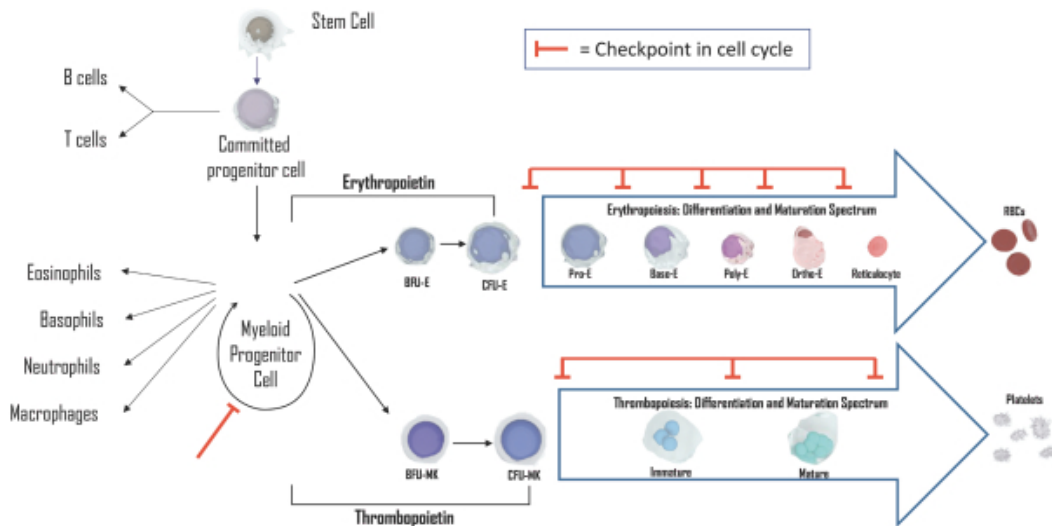 Stem Cell
= Checkpoint in cell cycle
B cells
T cells
Committed
progenitor cell
Erythropoietin
Erythropoiesis: Differentiation and Maturation Spectrum
RBCs
Pro-E
Baso-E
Poly-E
Ortho-E
Reticulocyte
BFU-E
CFU-E
Eosinophils
Basophils
Neutrophils
Macrophages
Myeloid
Progenitor
Cell
Thrombopoiesis: Differentiation and Maturation Spectrum
Platelets
Immature
Mature
BFU-MK
CFU-MK
Thrombopoietin